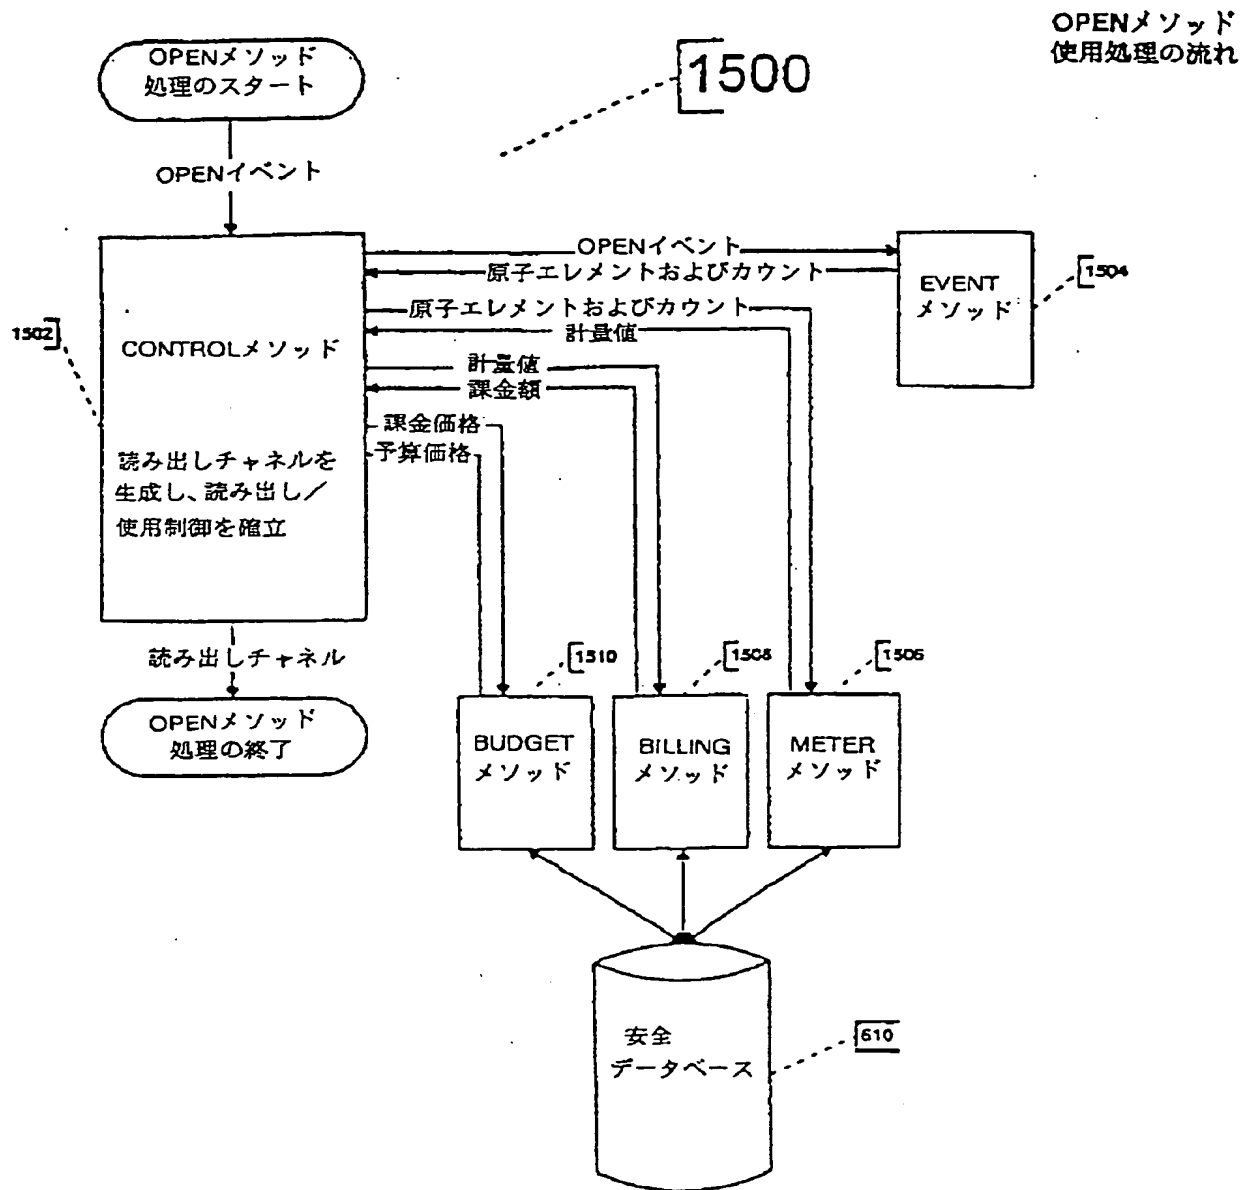 OPENメソッド
使用処理の流れ
OPENメソッド
処理のスタート
1500
OPENイベント
OPENイベント
原子エレメントおよびカウント
EVENT
メソッド
1504
原子エレメントおよびカウント
計量値
1502
CONTROLメソッド
計量値
課金額
課金価格
予算価格
読み出しチャネルを
生成し、読み出し／
使用制御を確立
読み出しチャネル
1510
1508
1506
OPENメソッド
処理の終了
BUDGET
メソッド
BILLING
メソッド
METER
メソッド
安全
データベース
610